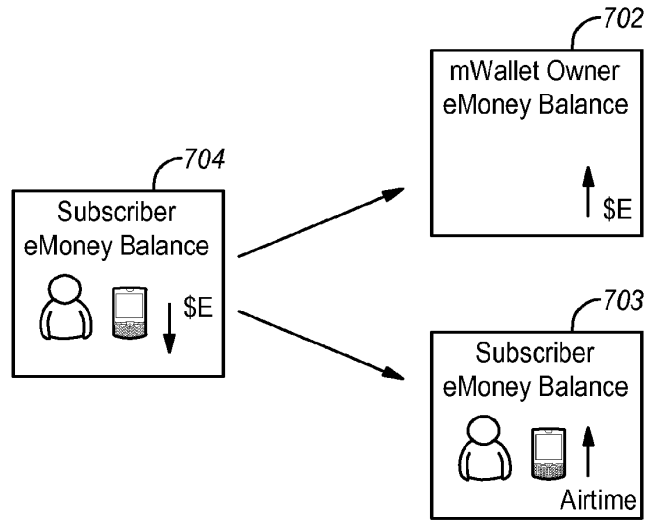 702
mWallet Owner
eMoney Balance
$E
704
Subscriber
eMoney Balance
$E
703
Subscriber
eMoney Balance
Airtime